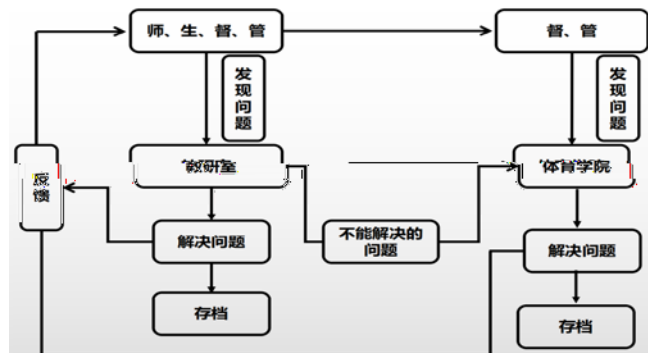 师、生、督、管
督、管
发现问题
发现问题
反馈
教研室
体育学院
解决问题
不能解决的
问题
解决问题
存档
存档